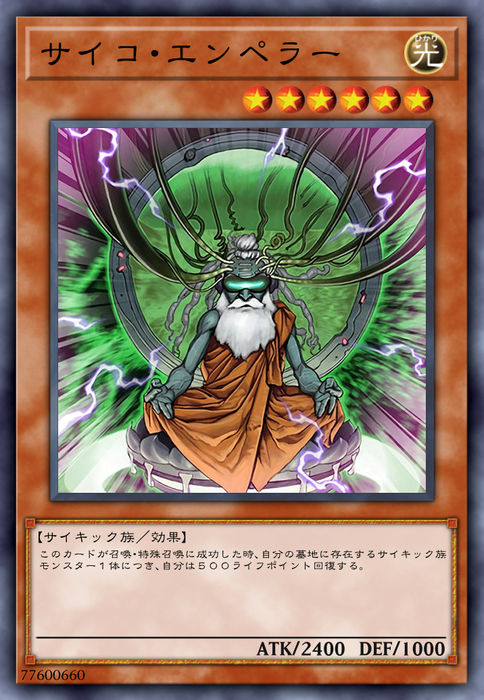 サイコ・エンペラー
ひかり
光
【サイキック族／効果】
このカードが召喚・特殊召喚に成功した時、自分の墓地に存在するサイキック族
モンスター１体につき、自分は５００ライフポイント回復する。
ATK/2400 DEF/1000
77600660